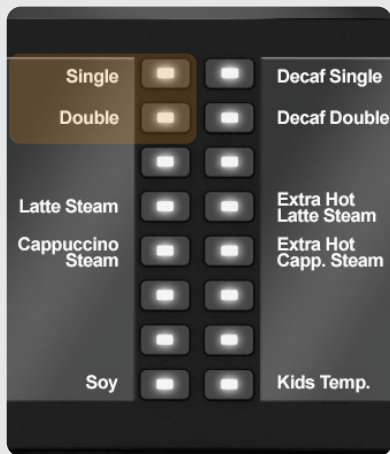 Single
Decaf Single
Double
Decaf Double
Latte Steam
Extra Hot
Latte Steam
Cappuccino
Steam
Extra Hot
Capp. Steam
Soy
Kids Temp.